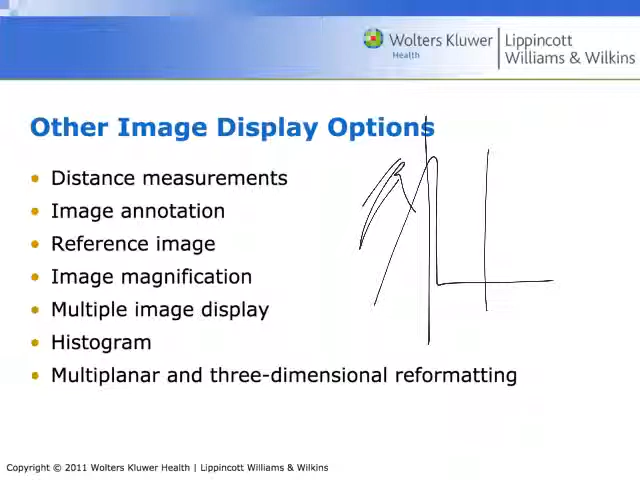 Wolters Kluwer
Health
Lippincott
Williams & Wilkins
Other Image Display Options
Distance measurements
Image annotation
Reference image
Image magnification
Multiple image display
Histogram
Multiplanar and three-dimensional reformatting
Copyright © 2011 Wolters Kluwer Health | Lippincott Williams & Wilkins